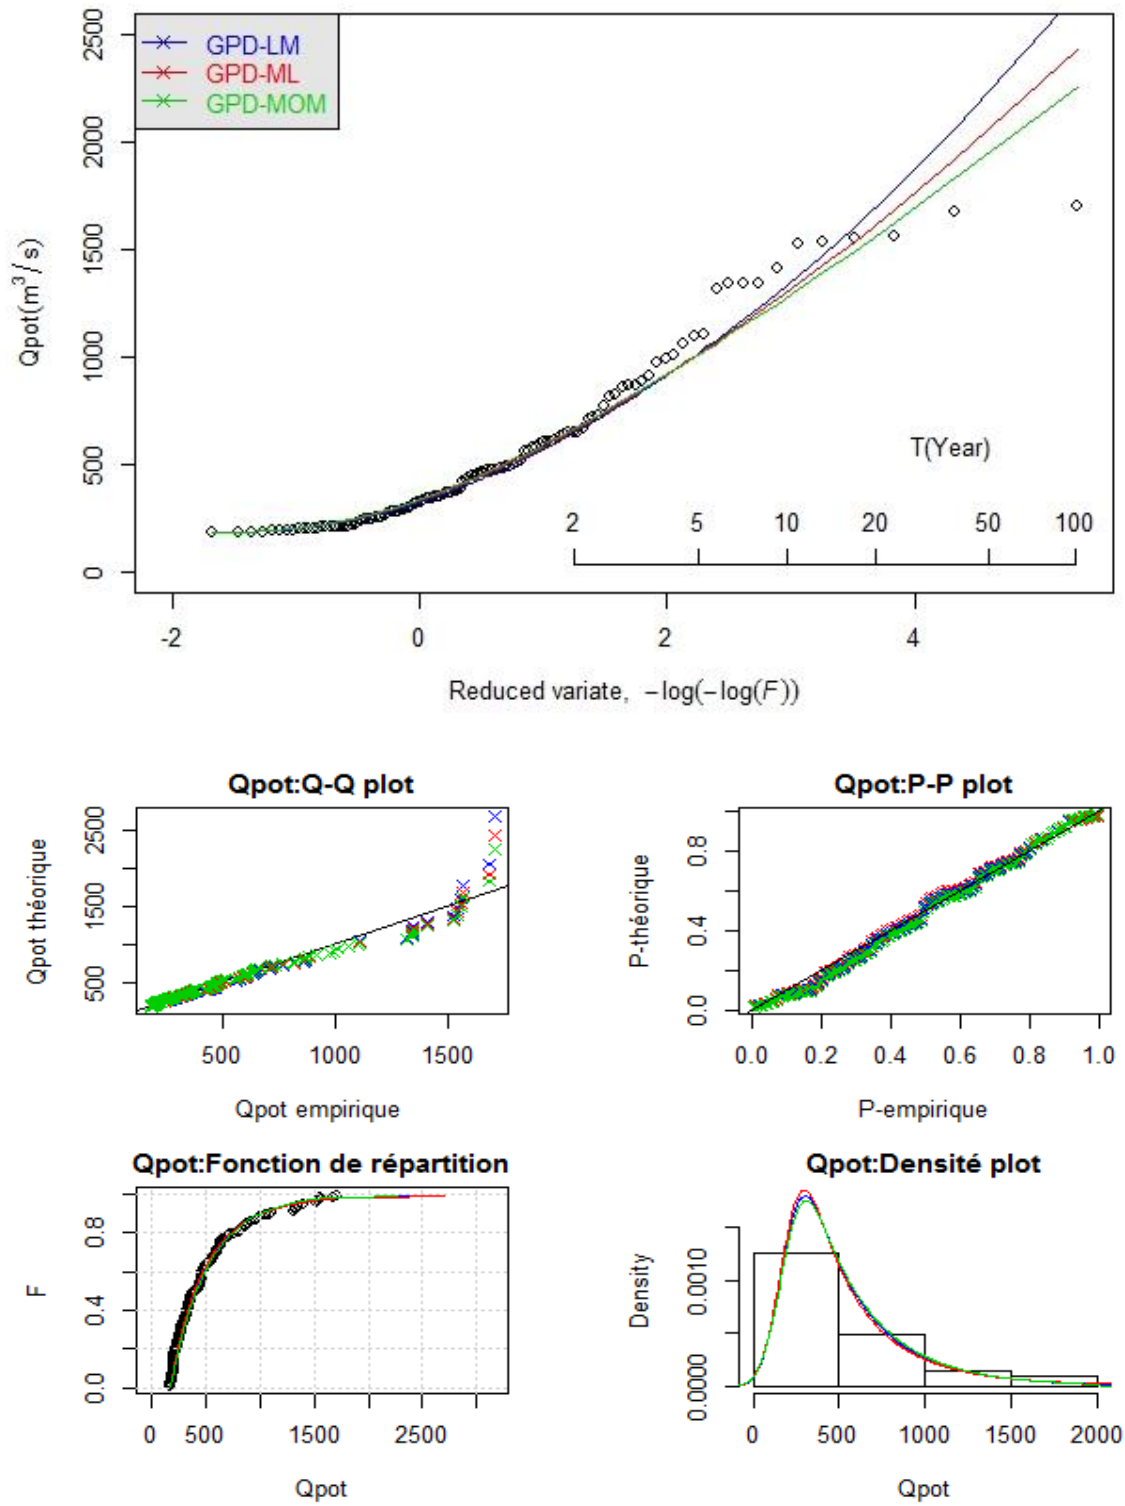 GPD-LM
GPD-ML
GPD-MOM
2500
2000
1500
1000
500
0
Qpot(m³/s)
T(Year)
2 5 10 20 50 100
-2 0 2 4
Reduced variate, −log(−log(F))
Qpot:Q-Q plot
2500
1500
500
Qpot théorique
500 1000 1500
Qpot empirique
Qpot:P-P plot
0.8
0.4
0.0
P-théorique
0.0 0.2 0.4 0.6 0.8 1.0
P-empirique
Qpot:Fonction de répartition
0.8
0.4
0.0
F
0 500 1500 2500
Qpot
Qpot:Densité plot
0.0010
0.0000
Density
0 500 1000 1500 2000
Qpot